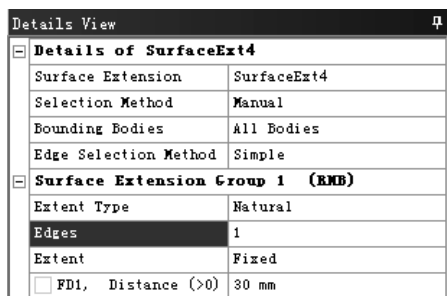 Details View
Details of SurfaceExt4
Surface Extension SurfaceExt4
Selection Method Manual
Bounding Bodies All Bodies
Edge Selection Method Simple
Surface Extension Group 1 (RMB)
Extent Type Natural
Edges 1
Extent Fixed
FD1, Distance (>0) 30 mm